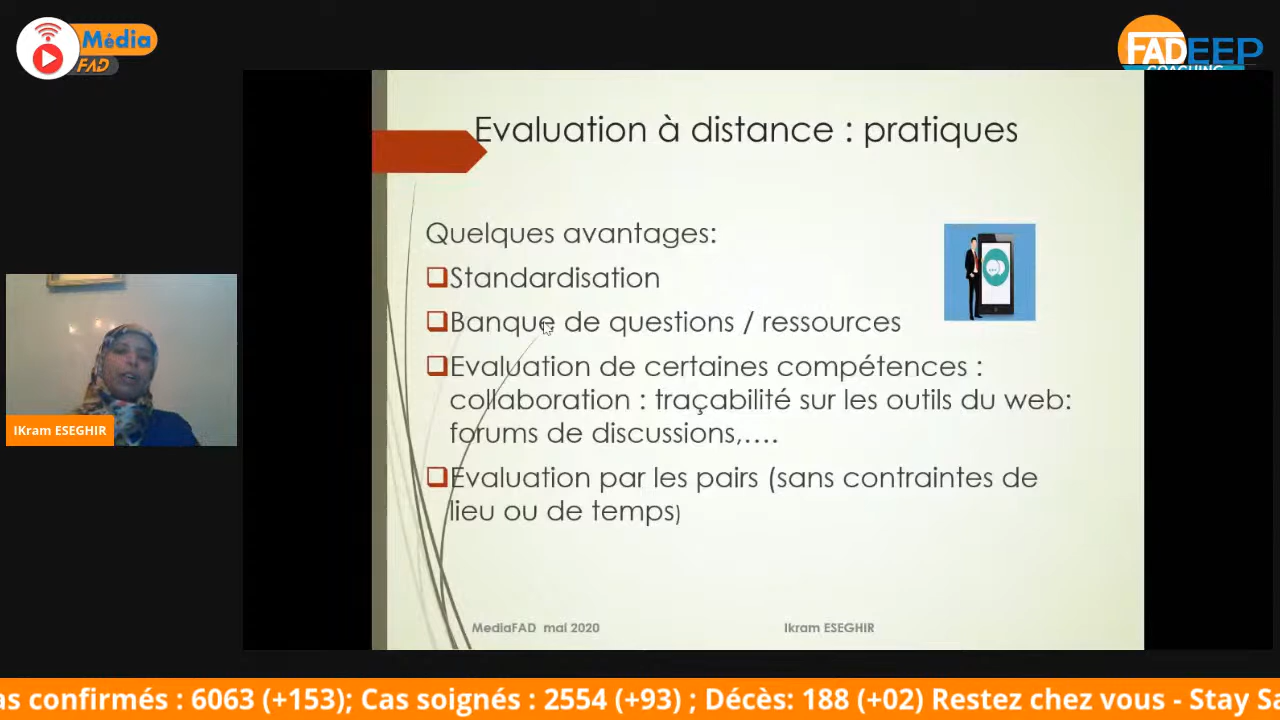 Média
FAD
FADEEP
COACHING
Evaluation à distance : pratiques
Quelques avantages:
Standardisation
Banque de questions / ressources
Evaluation de certaines compétences :
collaboration : traçabilité sur les outils du web:
forums de discussions,....
Evaluation par les pairs (sans contraintes de
lieu ou de temps)
IKram ESEGHIR
MediaFAD mai 2020
Ikram ESEGHIR
as confirmés : 6063 (+153); Cas soignés : 2554 (+93) ; Décès: 188 (+02) Restez chez vous - Stay Sa